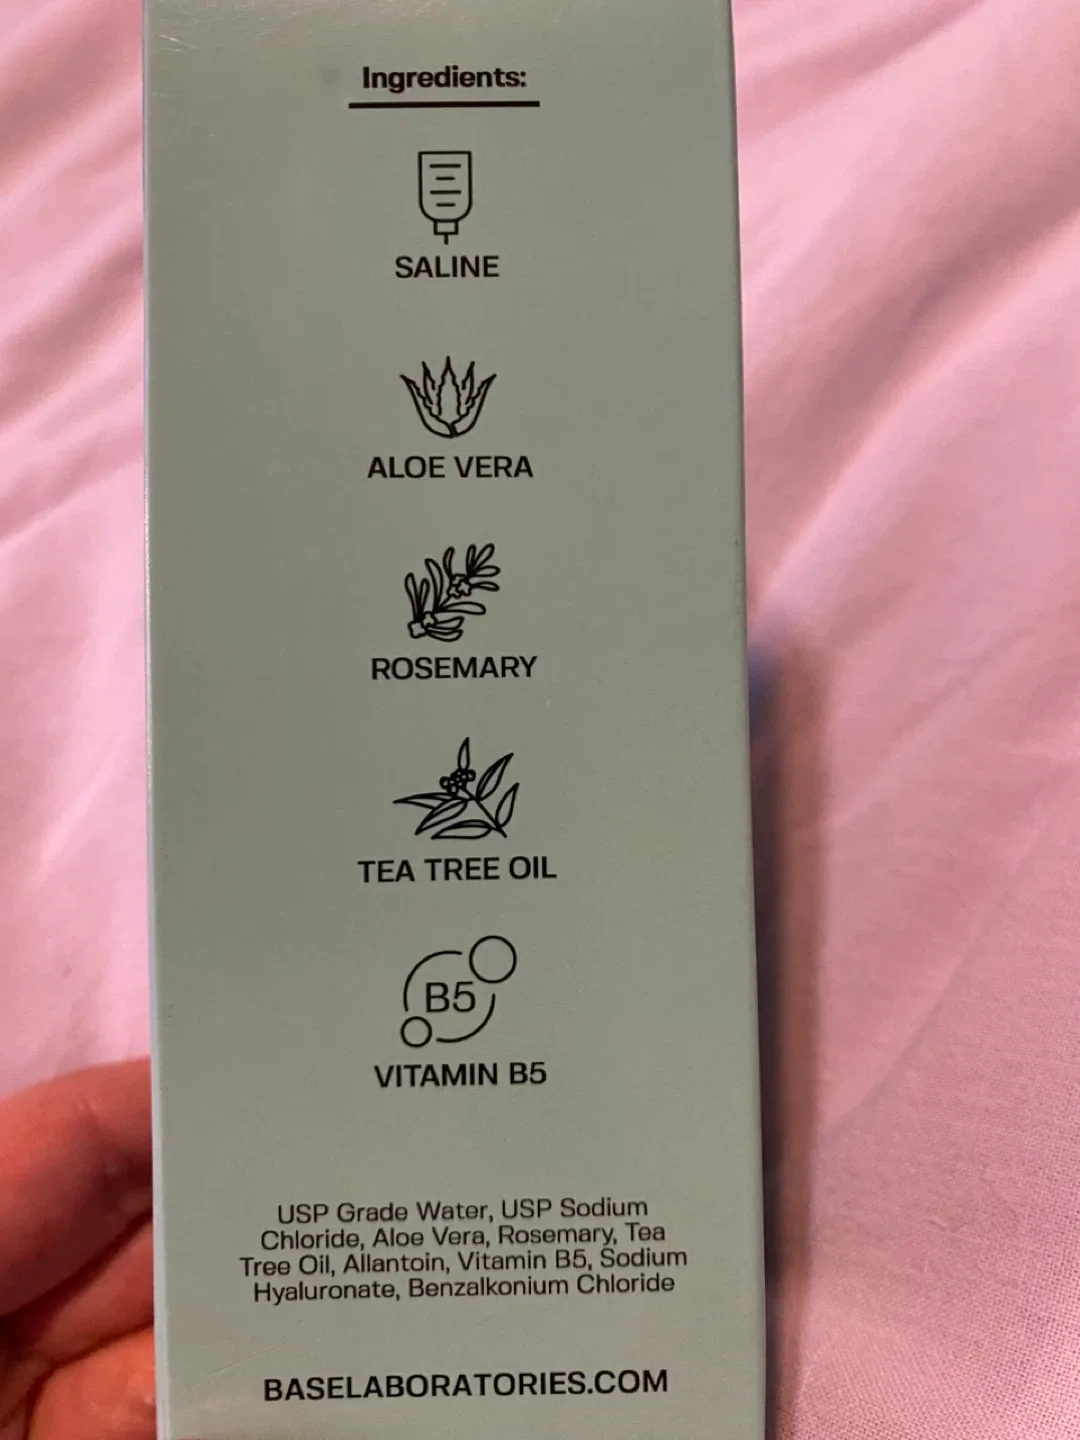 Ingredients:
SALINE
ALOE VERA
ROSEMARY
TEA TREE OIL
B5
VITAMIN B5
USP Grade Water, USP Sodium
Chloride, Aloe Vera, Rosemary, Tea
Tree Oil, Allantoin, Vitamin B5, Sodium
Hyaluronate, Benzalkonium Chloride
BASELABORATORIES.COM